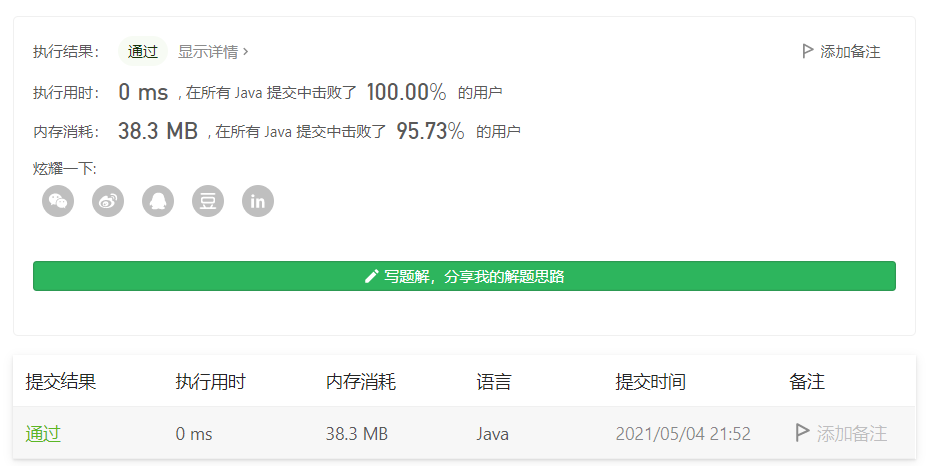 执行结果： 通过 显示详情 › 添加备注
执行用时： 0 ms , 在所有 Java 提交中击败了 100.00% 的用户
内存消耗： 38.3 MB , 在所有 Java 提交中击败了 95.73% 的用户
炫耀一下:
豆 in
写题解，分享我的解题思路
提交结果 执行用时 内存消耗 语言 提交时间 备注
通过 0 ms 38.3 MB Java 2021/05/04 21:52 添加备注